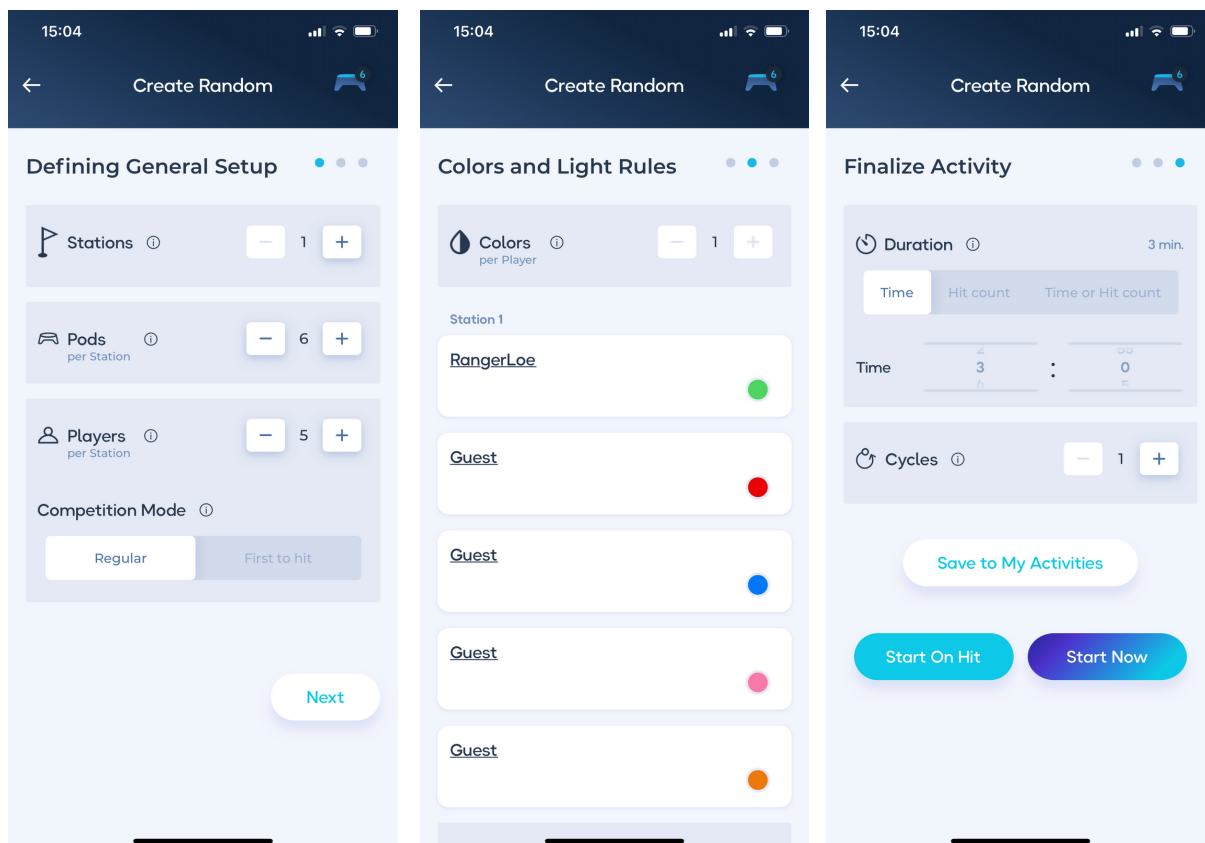 15:04
Create Random
6
Defining General Setup
Stations
1
Pods
per Station
6
Players
per Station
5
Competition Mode
Regular
First to hit
Next
15:04
Create Random
6
Colors and Light Rules
Colors
per Player
1
Station 1
RangerLoe
Guest
Guest
Guest
Guest
15:04
Create Random
6
Finalize Activity
Duration
3 min.
Time
Hit count
Time or Hit count
Time
3
:
0
Cycles
1
Save to My Activities
Start On Hit
Start Now